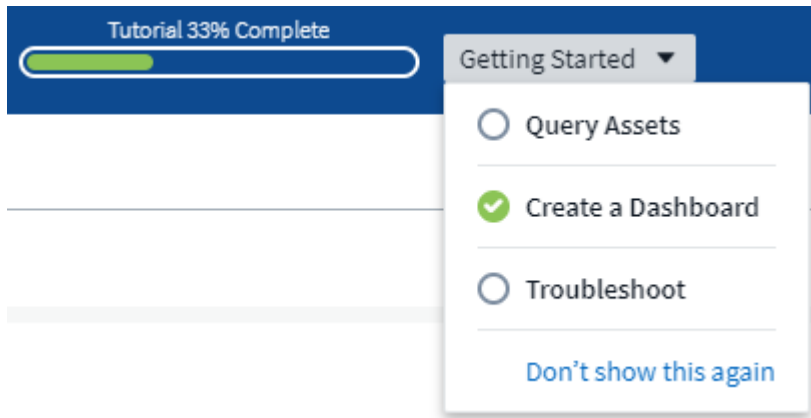 Tutorial 33% Complete
Getting Started
Query Assets
Create a Dashboard
Troubleshoot
Don’t show this again